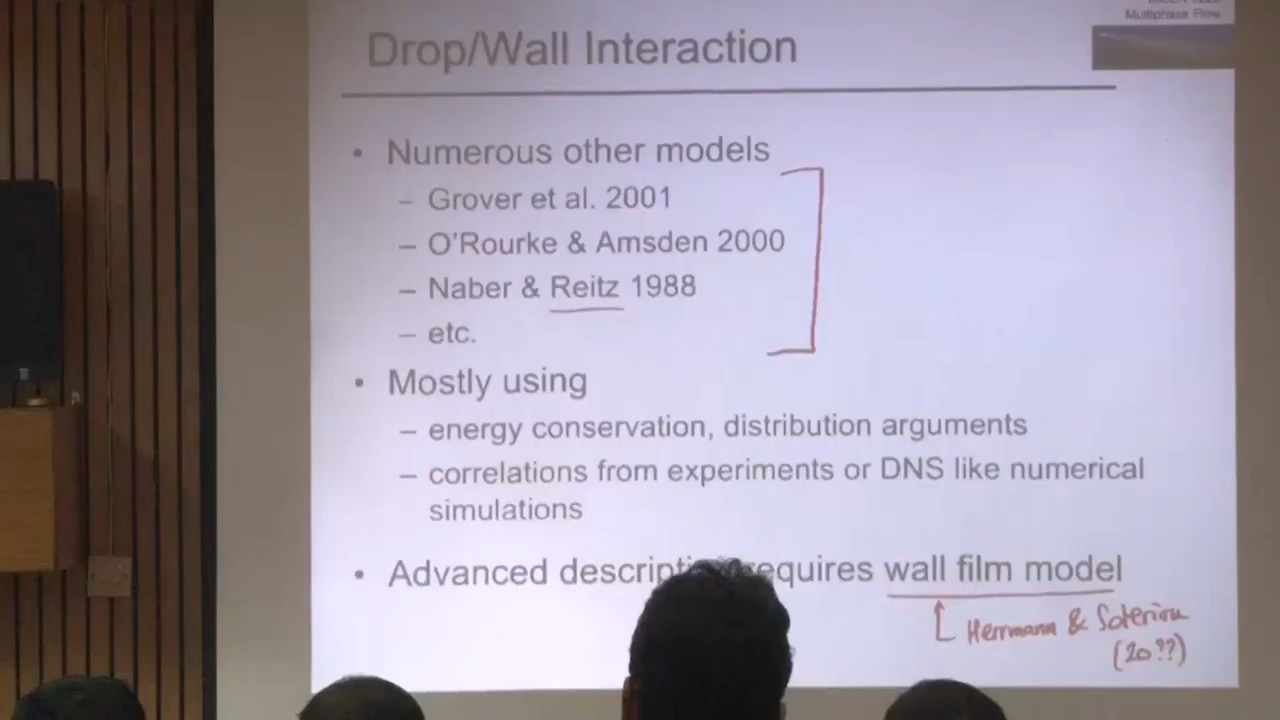 Multiphase Flow
Drop/Wall Interaction
• Numerous other models
– Grover et al. 2001
– O'Rourke & Amsden 2000
– Naber & Reitz 1988
– etc.
• Mostly using
– energy conservation, distribution arguments
– correlations from experiments or DNS like numerical
simulations
• Advanced requires wall film model
Herrmann & Soteriou
(20??)